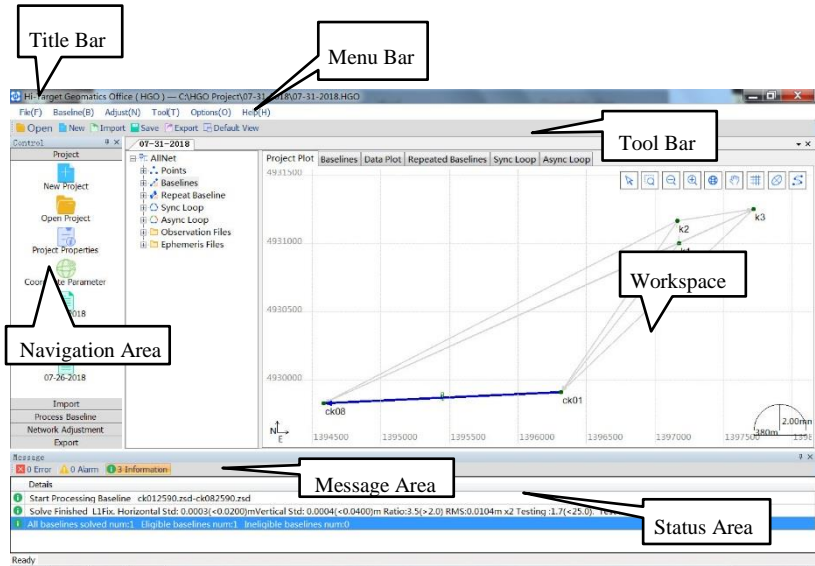 Title Bar
Menu Bar
Hi-Target Geomatics Office ( HGO ) — C:\HGO Project\07-31-2018\07-31-2018.HGO
File(F) Baseline(B) Adjust(N) Tool(T) Options(O) Help(H)
Open New Import Save Export Default View
Tool Bar
Control
07-31-2018
Project
AllNet
Project Plot Baselines Data Plot Repeated Baselines Sync Loop Async Loop
Points
Baselines
Repeat Baseline
Sync Loop
Async Loop
Observation Files
Ephemeris Files
New Project
Open Project
Project Properties
Coordinate Parameter
2018
Navigation Area
07-26-2018
Import
Process Baseline
Network Adjustment
Export
4931500
4931000
4930500
4930000
k2
k3
Workspace
ck08
ck01
N
E
1394500 1395000 1395500 1396000 1396500 1397000 1397500
380m
2.00mm
Message
0 Error 0 Alarm 3 Information
Message Area
Details
Start Processing Baseline ck012590.zsd-ck082590.zsd
Solve Finished L1Fix. Horizontal Std: 0.0003(<0.0200)mVertical Std: 0.0004(<0.0400)m Ratio:3.5(>2.0) RMS:0.0104m x2 Testing :1.7(<25.0).
All baselines solved num:1 Eligible baselines num:1 Ineligible baselines num:0
Status Area
Ready